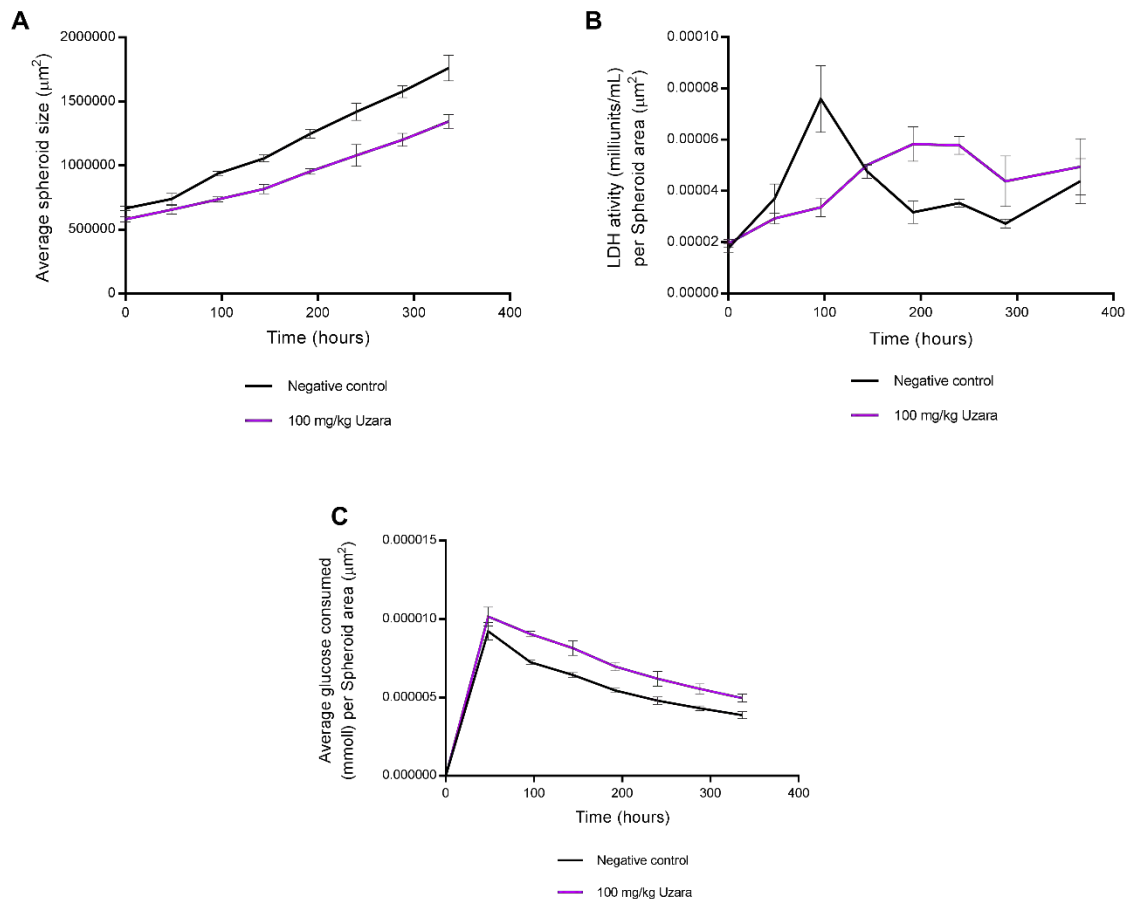 A
Average spheroid size (μm²)
2000000
1500000
1000000
500000
0
0 100 200 300 400
Time (hours)
Negative control
100 mg/kg Uzara
B
LDH ativity (milliunits/mL)
per Spheroid area (μm²)
0.00010
0.00008
0.00006
0.00004
0.00002
0.00000
0 100 200 300 400
Time (hours)
Negative control
100 mg/kg Uzara
C
Average glucose consumed
(mmoll) per Spheroid area (μm²)
0.000015
0.000010
0.000005
0.000000
0 100 200 300 400
Time (hours)
Negative control
100 mg/kg Uzara